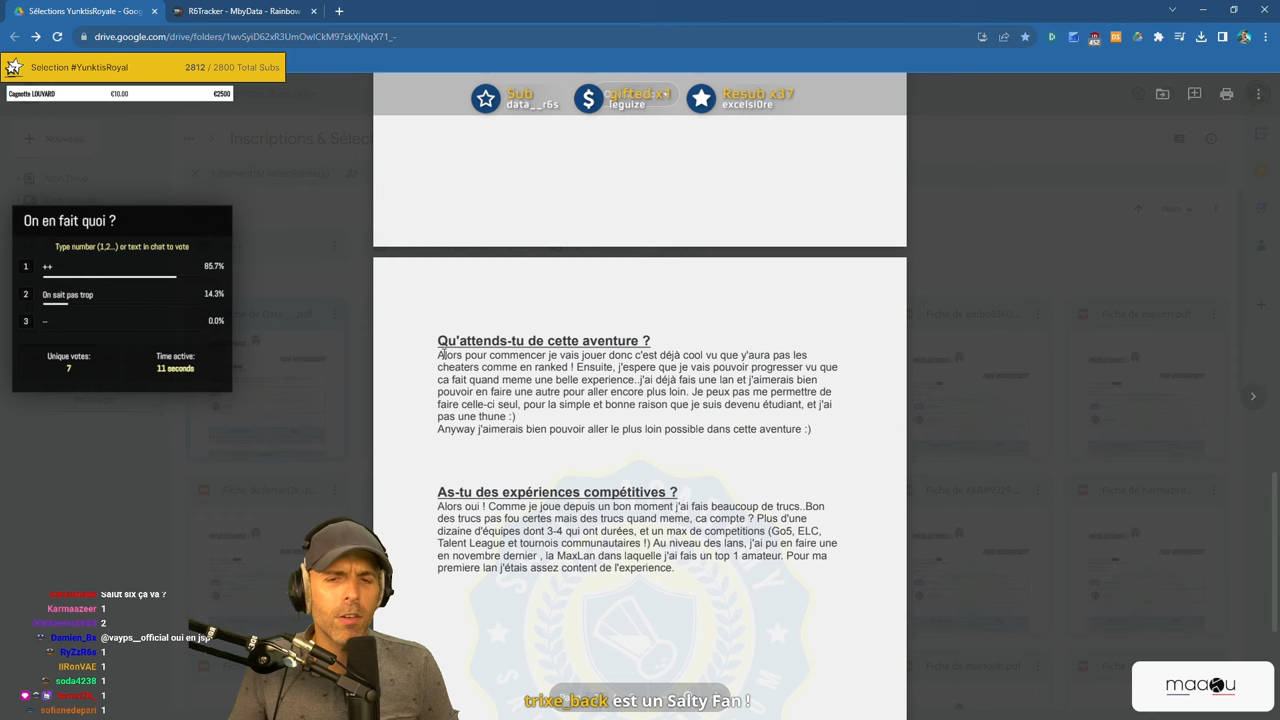 Sélections YunktisRoyale - Goog
R6Tracker - MbyData - Rainbow
drive.google.com/drive/folders/1wvSyiD62xR3UmOwlCkM97skXjNqX71_-
Selection #YunktisRoyal
2812 / 2800 Total Subs
Cagnotte LOUVARD
€10.00
€2500
Sub
data__r6s
gifted x1
leguize
Resub x37
excelsi0re
Nouveau
Inscriptions & Sélec
Mon Drive
Nom
On en fait quoi ?
Type number (1,2...) or text in chat to vote
1 ++ 85.7%
2 On sait pas trop 14.3%
3 -- 0.0%
Unique votes:
7
Time active:
11 seconds
Qu'attends-tu de cette aventure ?
Alors pour commencer je vais jouer donc c'est déjà cool vu que y'aura pas les
cheaters comme en ranked ! Ensuite, j'espere que je vais pouvoir progresser vu que
ca fait quand meme une belle experience..j'ai déjà fais une lan et j'aimerais bien
pouvoir en faire une autre pour aller encore plus loin. Je peux pas me permettre de
faire celle-ci seul, pour la simple et bonne raison que je suis devenu étudiant, et j'ai
pas une thune :)
Anyway j'aimerais bien pouvoir aller le plus loin possible dans cette aventure :)
As-tu des expériences compétitives ?
Alors oui ! Comme je joue depuis un bon moment j'ai fais beaucoup de trucs..Bon
des trucs pas fou certes mais des trucs quand meme, ca compte ? Plus d'une
dizaine d'équipes dont 3-4 qui ont durées, et un max de competitions (Go5, ELC,
Talent League et tournois communautaires !) Au niveau des lans, j'ai pu en faire une
en novembre dernier , la MaxLan dans laquelle j'ai fais un top 1 amateur. Pour ma
premiere lan j'étais assez content de l'experience.
Salut six ça va ?
Karmaazeer 1
2
Damien_Bx @vayps__official oui en jsp
RyZzR6s 1
IIRonVAE 1
soda4238 1
1
sofianedepari 1
trixe_back est un Salty Fan !